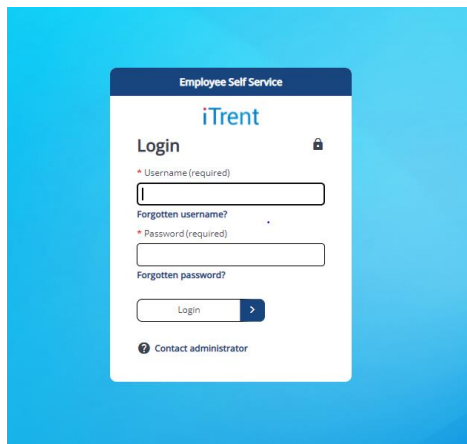 Employee Self Service
iTrent
Login
* Username (required)
Forgotten username?
* Password (required)
Forgotten password?
Login
Contact administrator